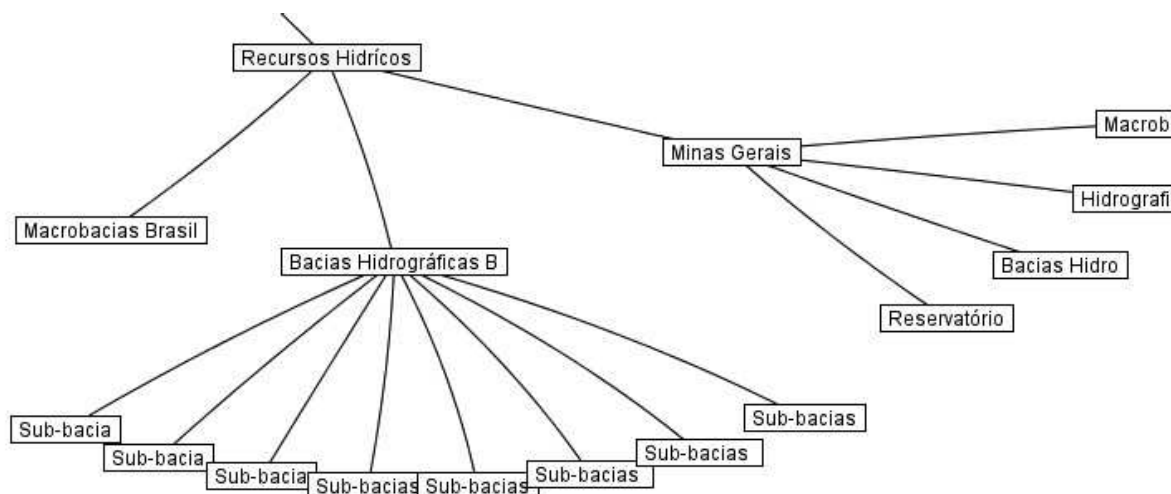 Recursos Hidrícos
Macrob
Minas Gerais
Hidrografi
Macrobacias Brasil
Bacias Hidrográficas B
Bacias Hidro
Reservatório
Sub-bacias
Sub-bacia
Sub-bacias
Sub-bacia
Sub-bacias
Sub-bacia
Sub-bacias
Sub-bacias